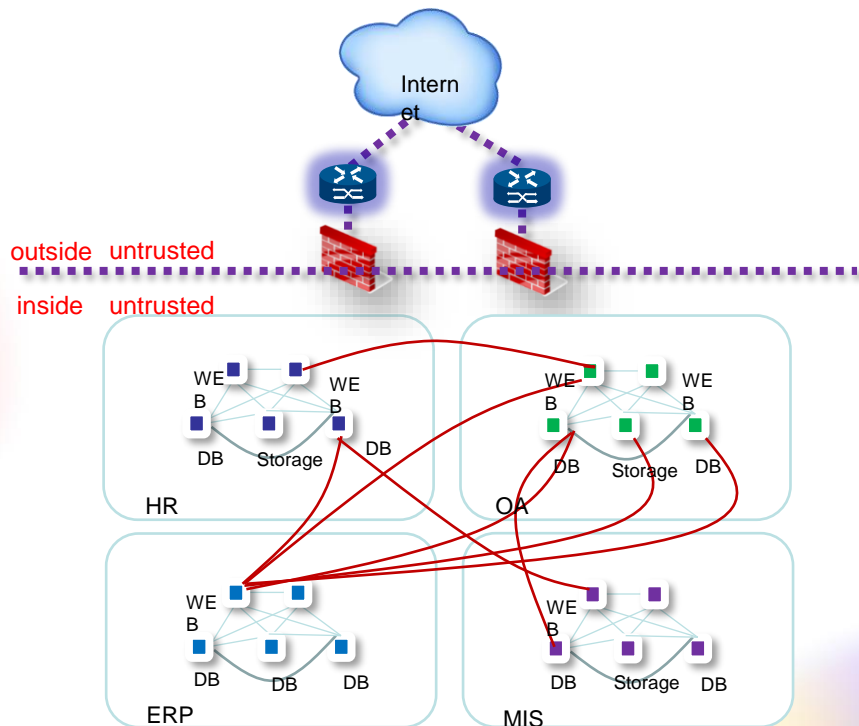 Intern
et
outside untrusted
inside untrusted
WE
B
WE
B
DB
Storage
DB
HR
WE
B
WE
B
DB
Storage
DB
OA
WE
B
DB
DB
DB
ERP
WE
B
DB
Storage
DB
MIS